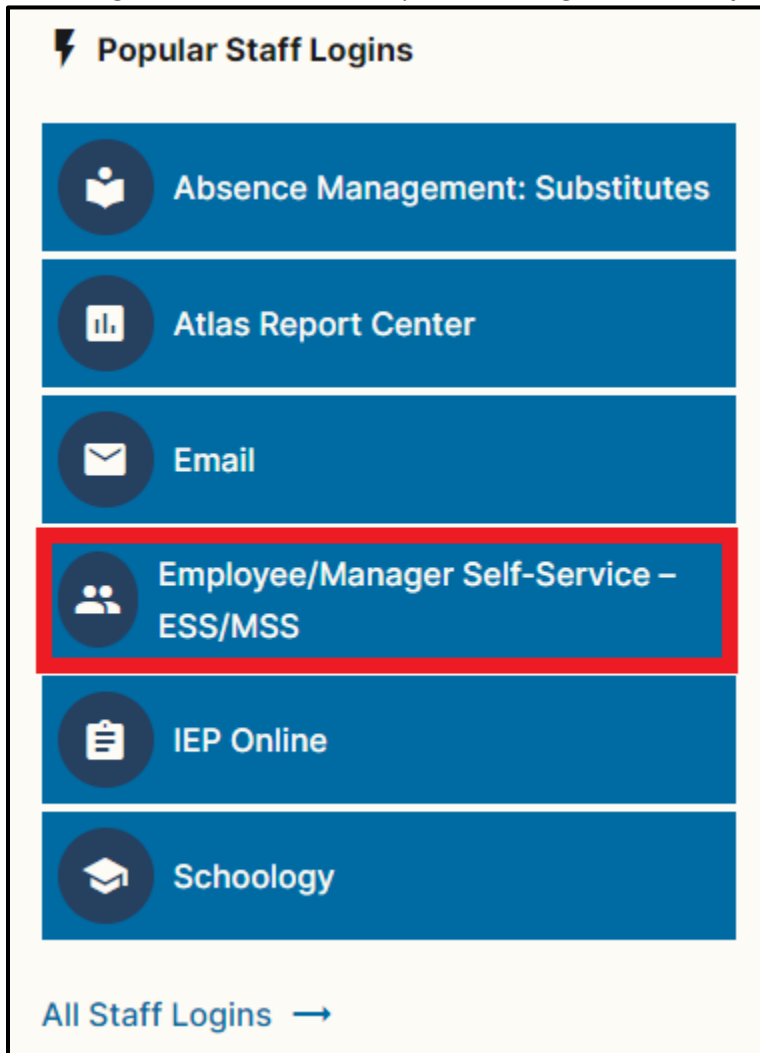 Popular Staff Logins
Absence Management: Substitutes
Atlas Report Center
Email
Employee/Manager Self-Service –
ESS/MSS
IEP Online
Schoology
All Staff Logins →